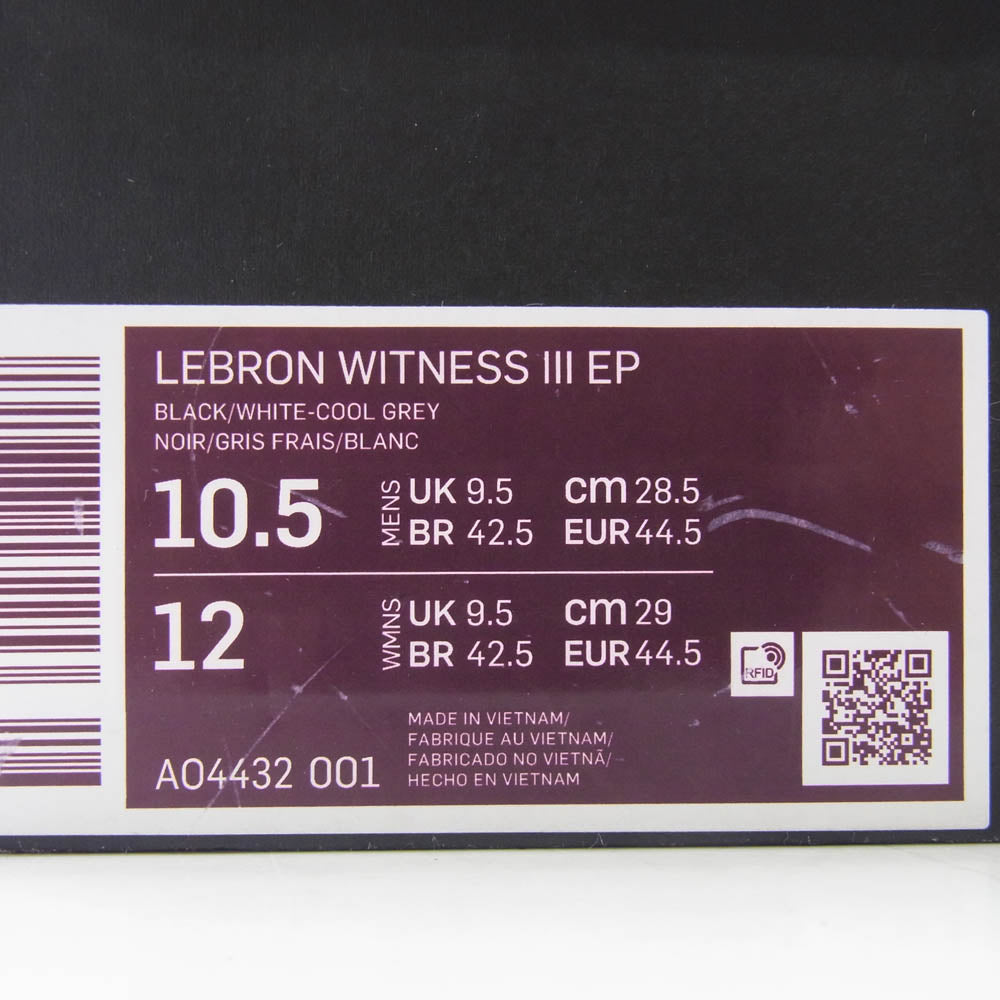 LEBRON WITNESS III EP
BLACK/WHITE-COOL GREY
NOIR/GRIS FRAIS/BLANC
10.5 MENS UK 9.5 cm 28.5
BR 42.5 EUR 44.5
12 WMNS UK 9.5 cm 29
BR 42.5 EUR 44.5
RFID
MADE IN VIETNAM/
FABRIQUE AU VIETNAM/
FABRICADO NO VIETNÃ/
HECHO EN VIETNAM
AO4432 001